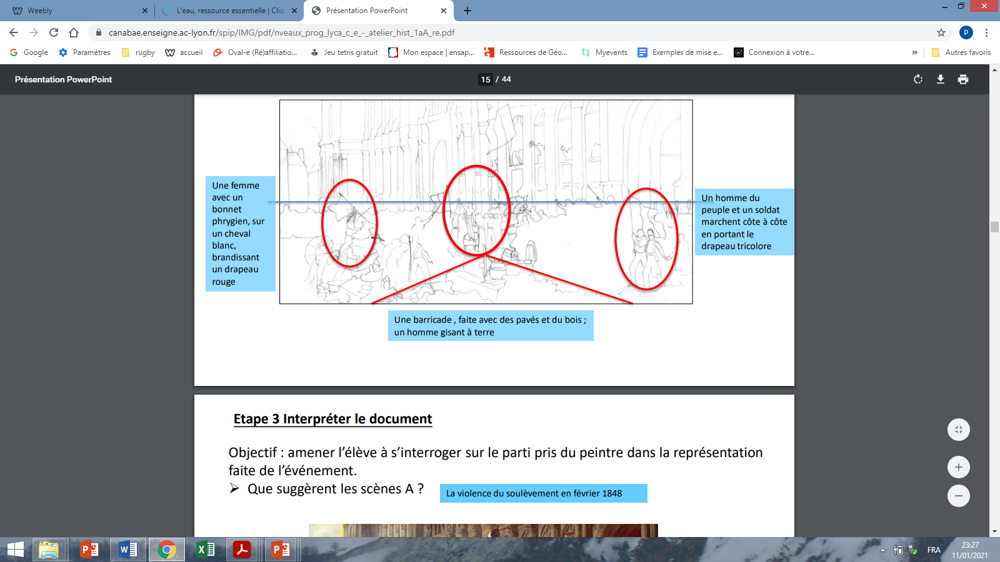 Weebly
L'eau, ressource essentielle | Clio
Présentation PowerPoint
canabae.enseigne.ac-lyon.fr/spip/IMG/pdf/nveaux_prog_lyca_c_e_-_atelier_hist_1aA_re.pdf
P
Google
Paramètres
rugby
accueil
Oval-e (Ré)affiliatio...
Jeu tetris gratuit
Mon espace | ensap...
Ressources de Géo...
Myevents
Exemples de mise e...
Connexion à votre...
»
Autres favoris
Présentation PowerPoint
15 / 44
Une femme
avec un
bonnet
phrygien, sur
un cheval
blanc,
brandissant
un drapeau
rouge
Un homme du
peuple et un soldat
marchent côte à côte
en portant le
drapeau tricolore
Une barricade , faite avec des pavés et du bois ;
un homme gisant à terre
Etape 3 Interpréter le document
Objectif : amener l'élève à s'interroger sur le parti pris du peintre dans la représentation
faite de l'événement.
➢ Que suggèrent les scènes A ?
La violence du soulèvement en février 1848
FRA
23:27
11/01/2021